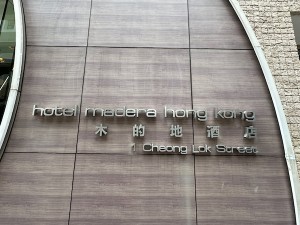 hotel madera hong kong
木的地酒店
1 Cheong Lok Street